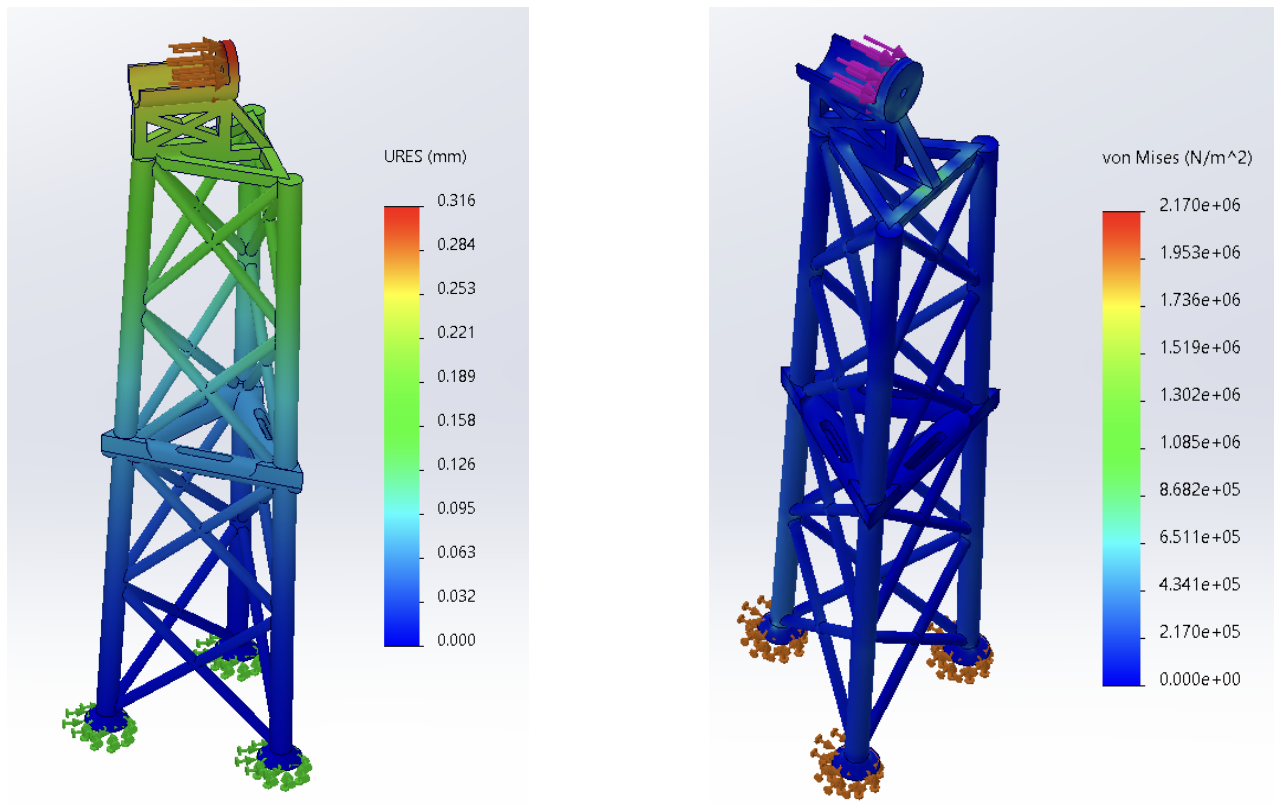 URES (mm)
0.316
0.284
0.253
0.221
0.189
0.158
0.126
0.095
0.063
0.032
0.000
von Mises (N/m^2)
2.170e+06
1.953e+06
1.736e+06
1.519e+06
1.302e+06
1.085e+06
8.682e+05
6.511e+05
4.341e+05
2.170e+05
0.000e+00